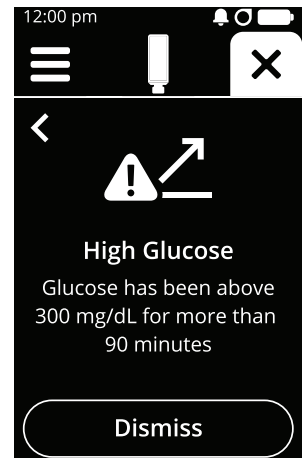 12:00 pm
High Glucose
Glucose has been above
300 mg/dL for more than
90 minutes
Dismiss